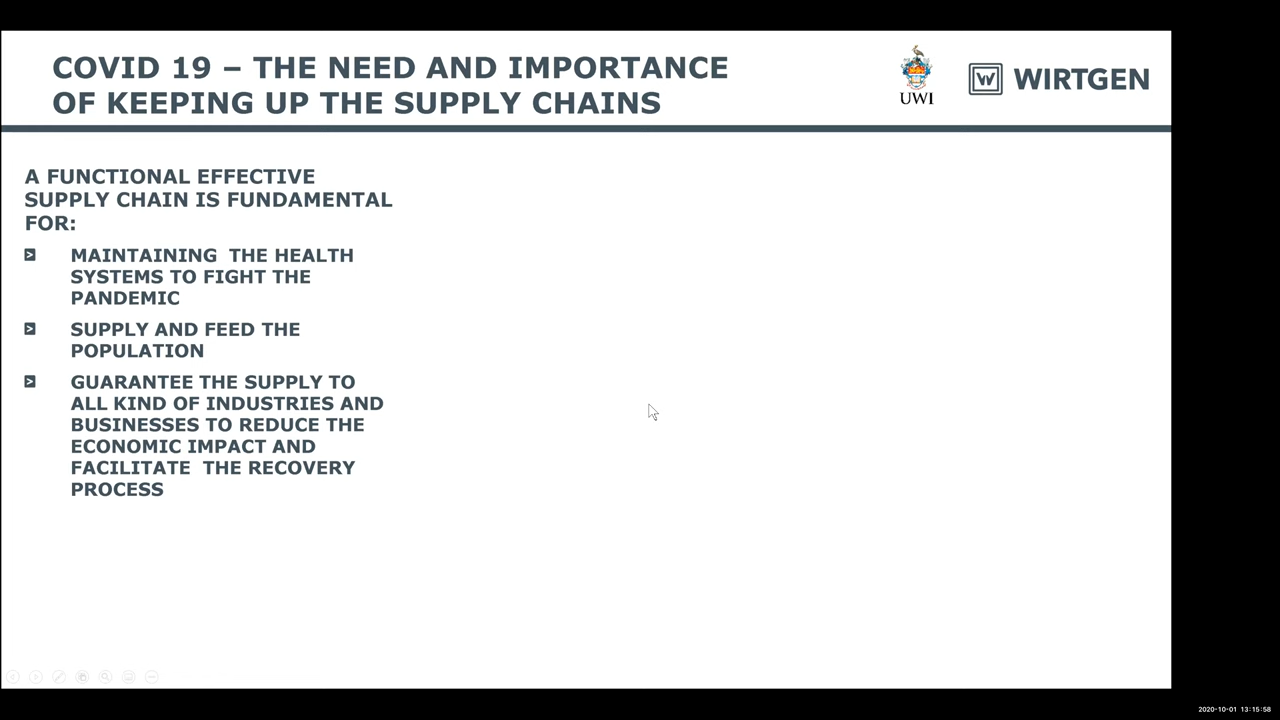 COVID 19 – THE NEED AND IMPORTANCE
OF KEEPING UP THE SUPPLY CHAINS
UWI
W WIRTGEN
A FUNCTIONAL EFFECTIVE
SUPPLY CHAIN IS FUNDAMENTAL
FOR:
MAINTAINING  THE HEALTH
SYSTEMS TO FIGHT THE
PANDEMIC
SUPPLY AND FEED THE
POPULATION
GUARANTEE THE SUPPLY TO
ALL KIND OF INDUSTRIES AND
BUSINESSES TO REDUCE THE
ECONOMIC IMPACT AND
FACILITATE  THE RECOVERY
PROCESS
2020-10-01 13:15:58